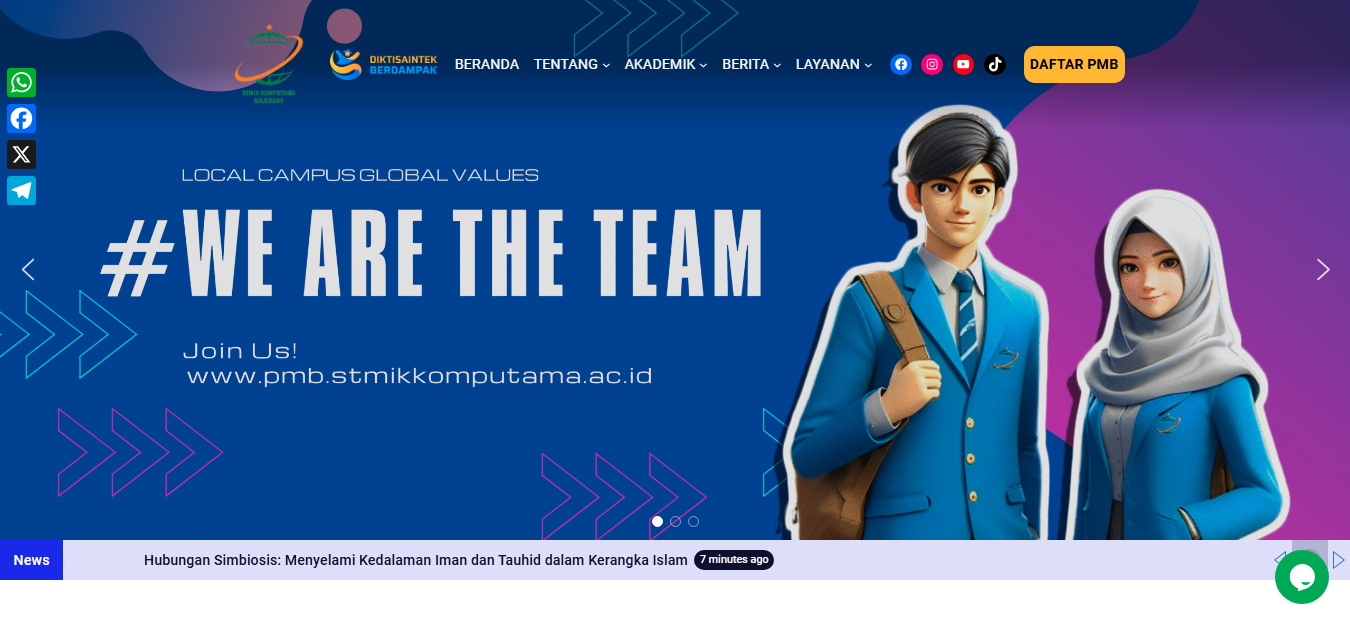 STMIK KOMPUTAMA
MAJENANG
DIKTISAINTEK
BERDAMPAK
BERANDA TENTANG AKADEMIK BERITA LAYANAN DAFTAR PMB
LOCAL CAMPUS GLOBAL VALUES
#WE ARE THE TEAM
Join Us!
www.pmb.stmikkomputama.ac.id
News Hubungan Simbiosis: Menyelami Kedalaman Iman dan Tauhid dalam Kerangka Islam 7 minutes ago